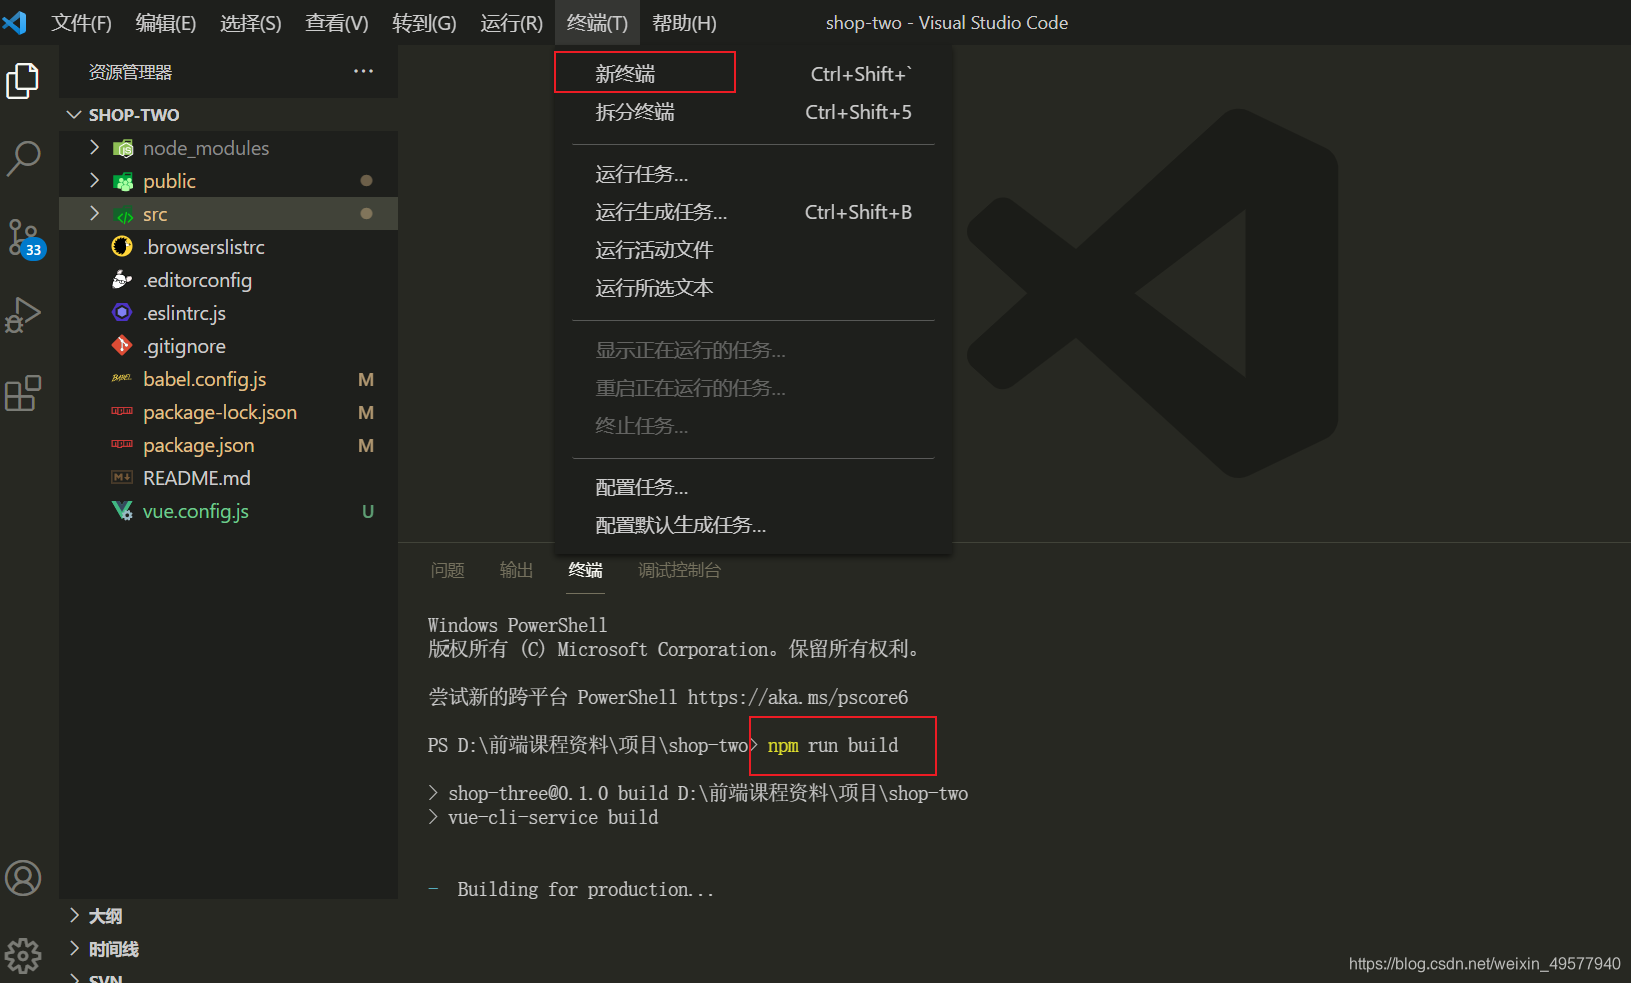 文件(F) 编辑(E) 选择(S) 查看(V) 转到(G) 运行(R) 终端(T) 帮助(H) shop-two - Visual Studio Code
资源管理器 ...
SHOP-TWO
node_modules
public
src
.browserslistrc
.editorconfig
.eslintrc.js
.gitignore
babel.config.js M
package-lock.json M
package.json M
README.md
vue.config.js U
33
大纲
时间线
SVN
新终端 Ctrl+Shift+`
拆分终端 Ctrl+Shift+5
运行任务...
运行生成任务... Ctrl+Shift+B
运行活动文件
运行所选文本
显示正在运行的任务...
重启正在运行的任务...
终止任务...
配置任务...
配置默认生成任务...
问题 输出 终端 调试控制台
Windows PowerShell
版权所有 (C) Microsoft Corporation。保留所有权利。
尝试新的跨平台 PowerShell https://aka.ms/pscore6
PS D:\前端课程资料\项目\shop-two> npm run build
> shop-three@0.1.0 build D:\前端课程资料\项目\shop-two
> vue-cli-service build
- Building for production...
https://blog.csdn.net/weixin_49577940